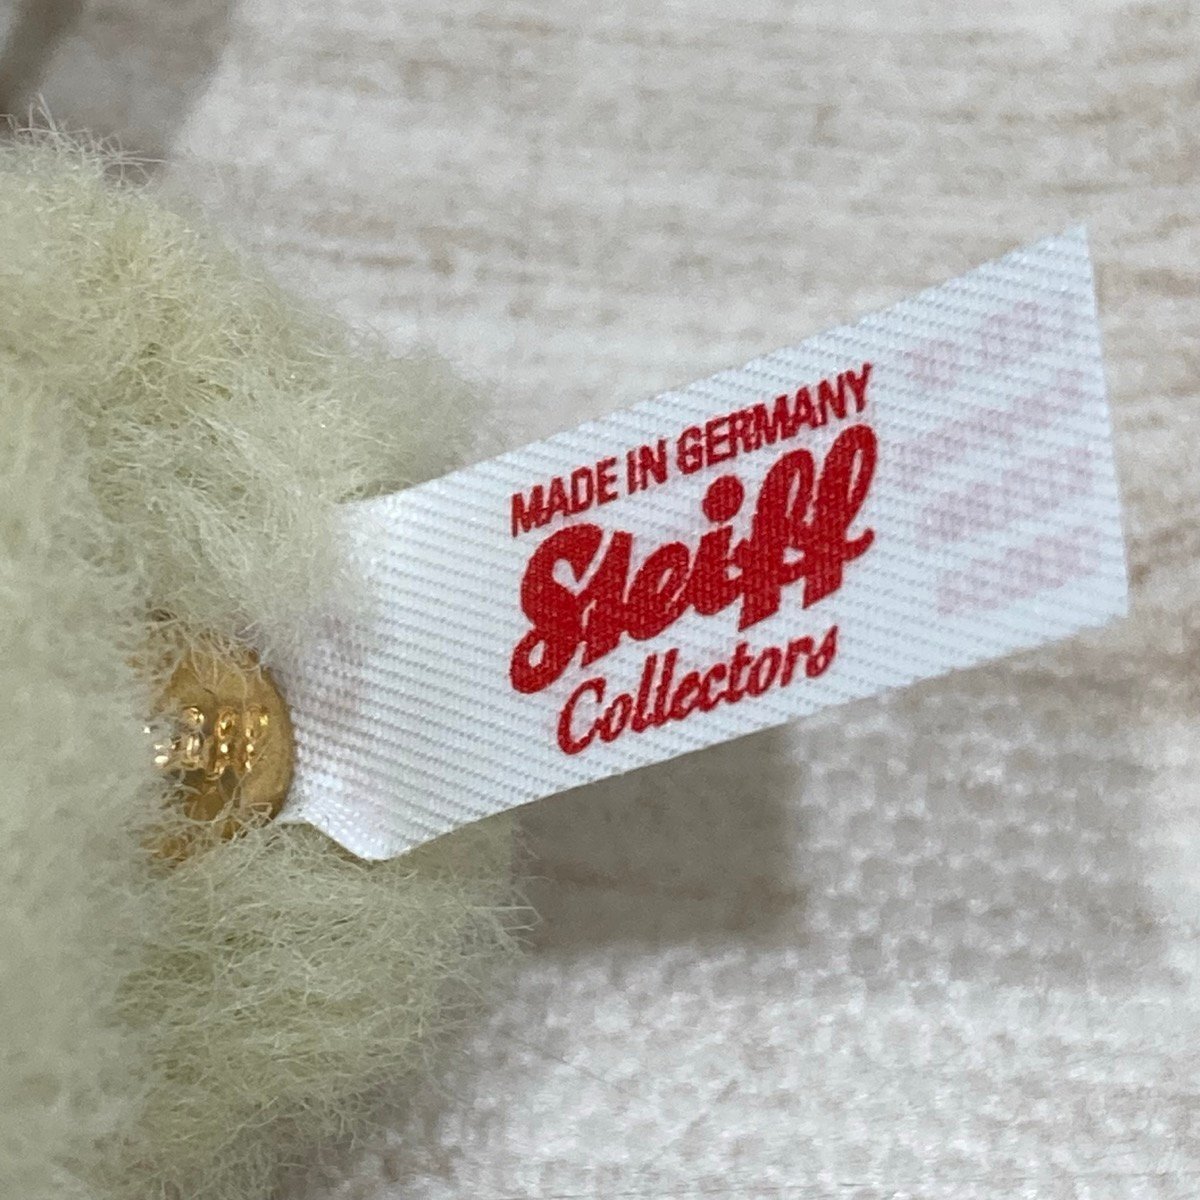 MADE IN GERMANY
Steiff
Collectors